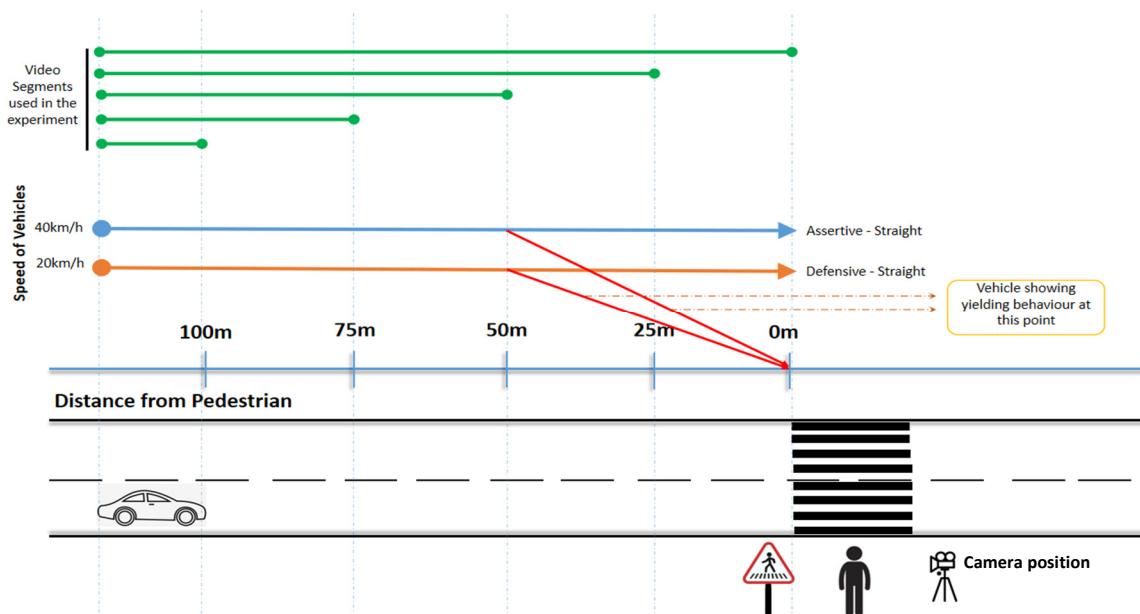 Video
Segments
used in the
experiment
Speed of Vehicles
40km/h
Assertive - Straight
20km/h
Defensive - Straight
Vehicle showing
yielding behaviour at
this point
100m
75m
50m
25m
0m
Distance from Pedestrian
Camera position